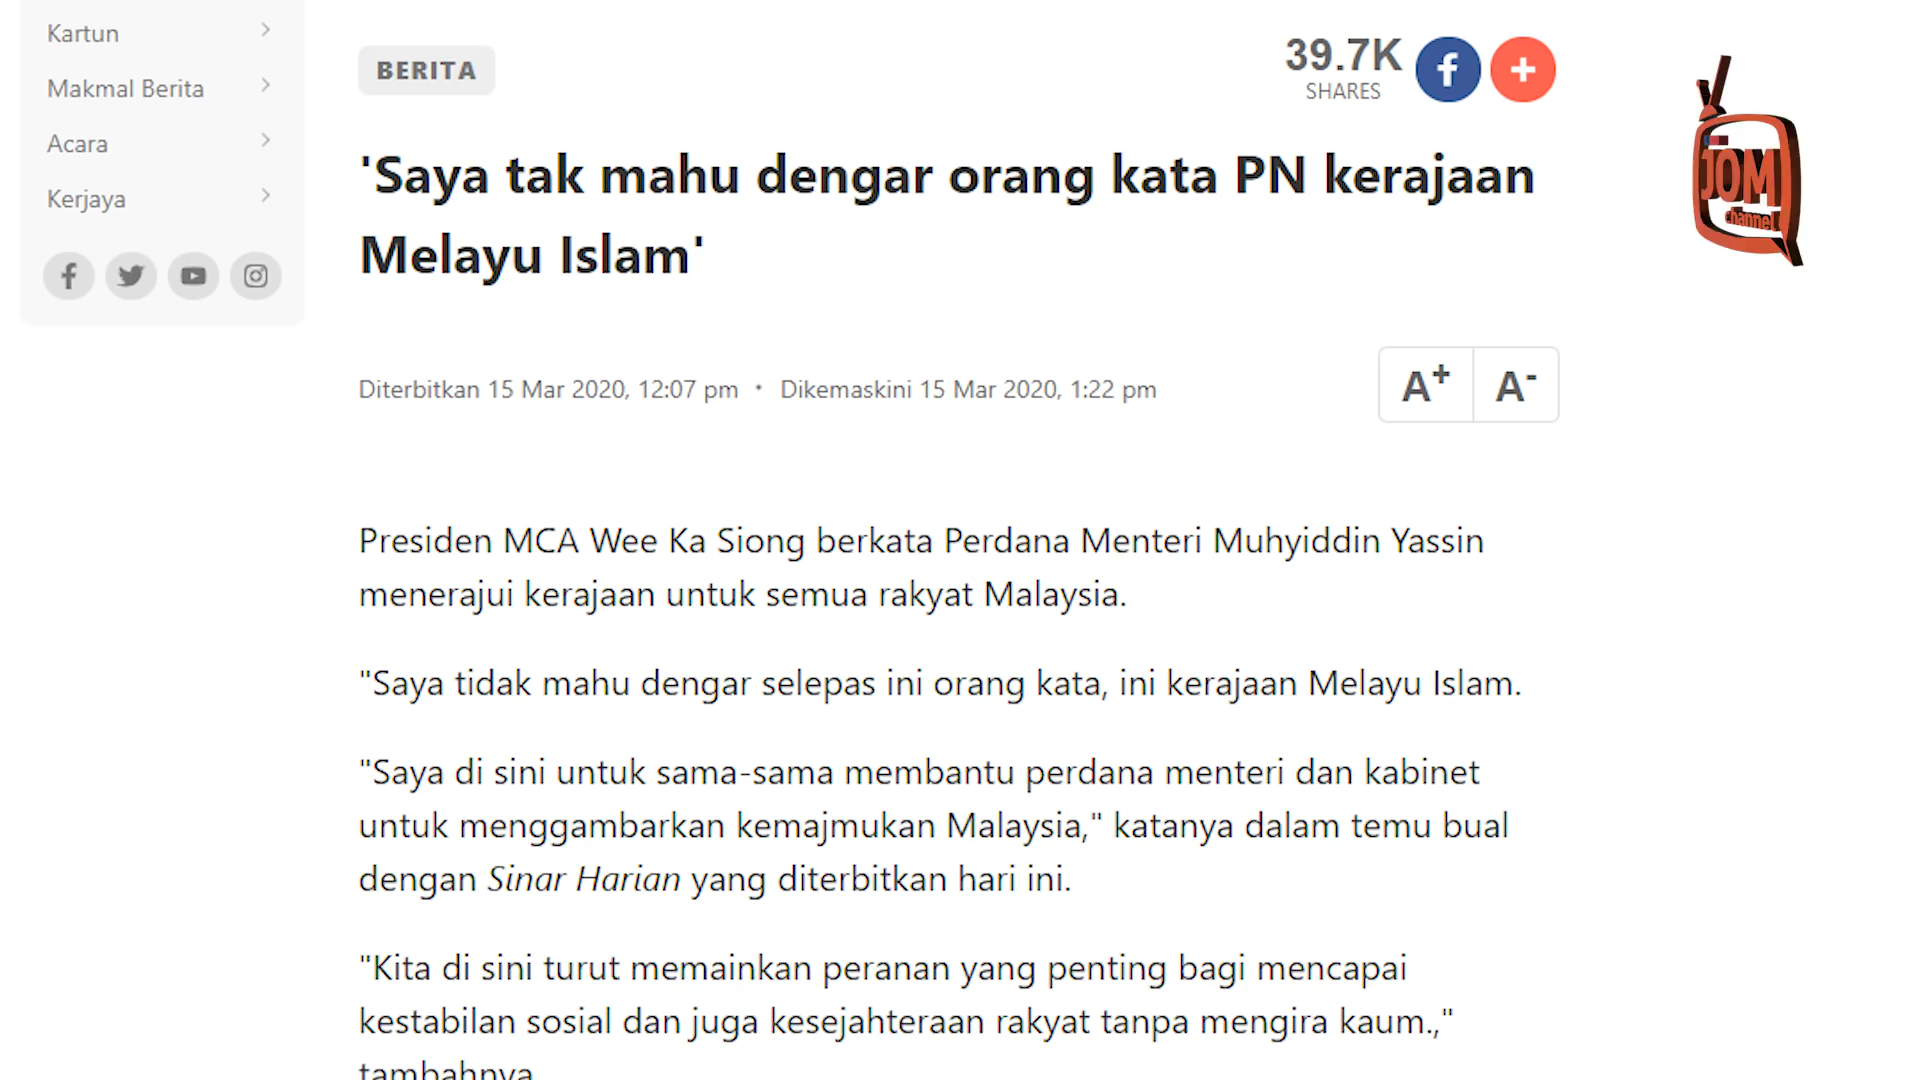 Kartun
Makmal Berita
Acara
Kerjaya
BERITA
39.7K
SHARES
JOM
channel
'Saya tak mahu dengar orang kata PN kerajaan
Melayu Islam'
Diterbitkan 15 Mar 2020, 12:07 pm • Dikemaskini 15 Mar 2020, 1:22 pm
A+ A-
Presiden MCA Wee Ka Siong berkata Perdana Menteri Muhyiddin Yassin
menerajui kerajaan untuk semua rakyat Malaysia.
"Saya tidak mahu dengar selepas ini orang kata, ini kerajaan Melayu Islam.
"Saya di sini untuk sama-sama membantu perdana menteri dan kabinet
untuk menggambarkan kemajmukan Malaysia," katanya dalam temu bual
dengan Sinar Harian yang diterbitkan hari ini.
"Kita di sini turut memainkan peranan yang penting bagi mencapai
kestabilan sosial dan juga kesejahteraan rakyat tanpa mengira kaum.,"
tambahnya